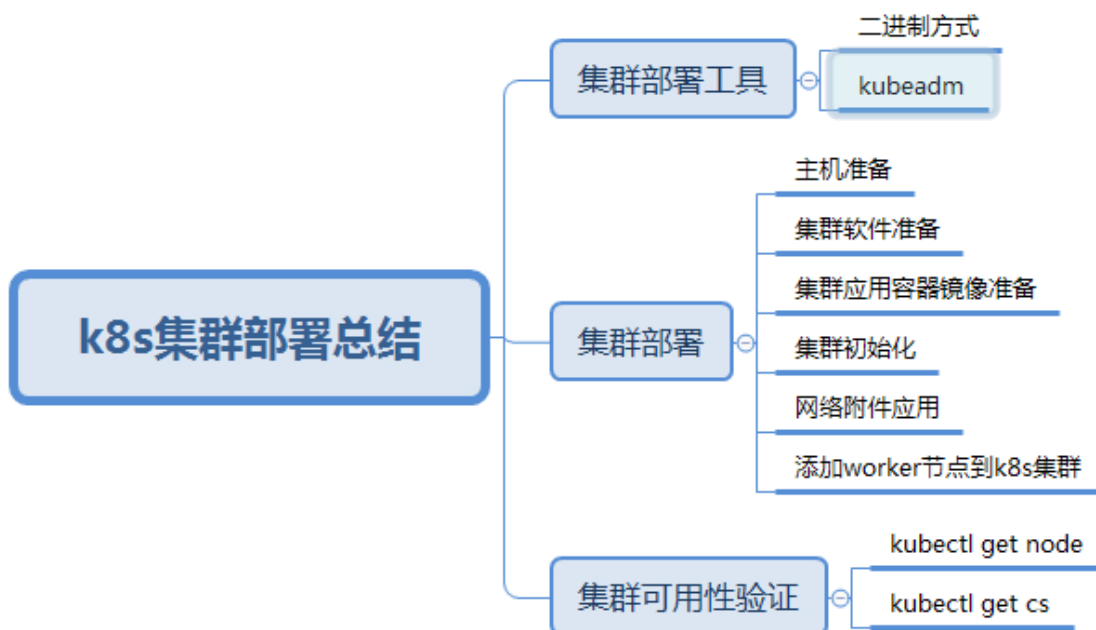 k8s集群部署总结
集群部署工具
二进制方式
kubeadm
集群部署
主机准备
集群软件准备
集群应用容器镜像准备
集群初始化
网络附件应用
添加worker节点到k8s集群
集群可用性验证
kubectl get node
kubectl get cs